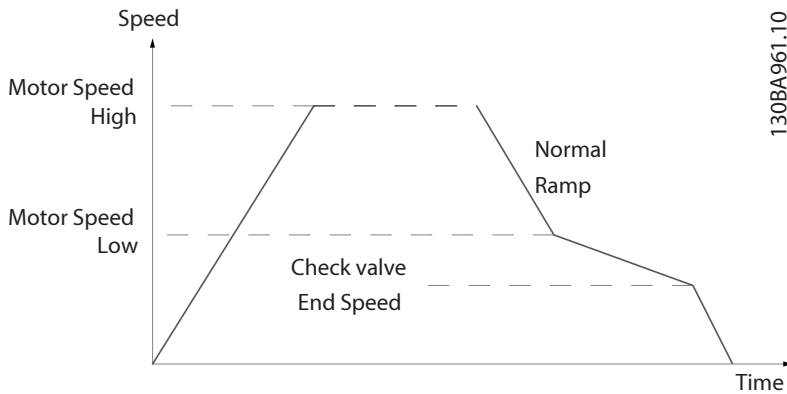 Speed
130BA961.10
Motor Speed
High
Normal
Ramp
Motor Speed
Low
Check valve
End Speed
Time